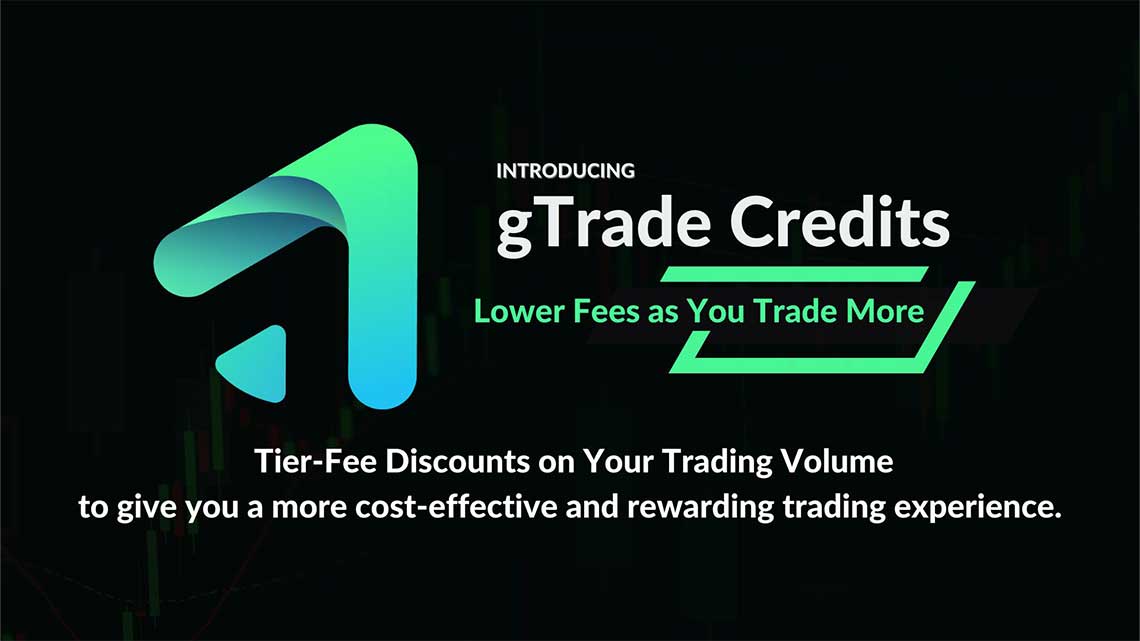 INTRODUCING
gTrade Credits
Lower Fees as You Trade More
Tier-Fee Discounts on Your Trading Volume
to give you a more cost-effective and rewarding trading experience.